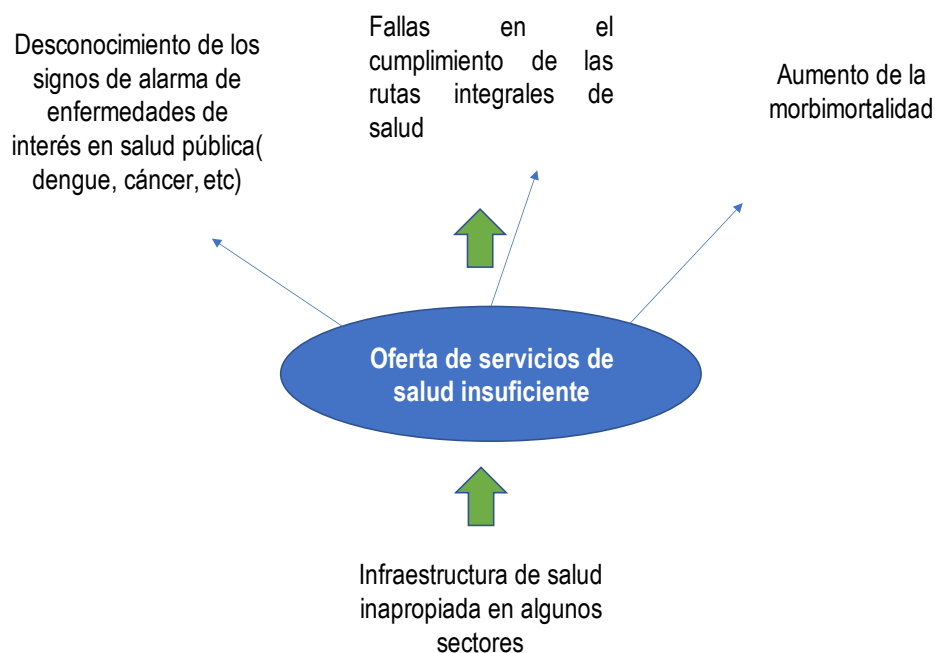 Desconocimiento de los
signos de alarma de
enfermedades de
interés en salud pública(
dengue, cáncer, etc)
Fallas en el
cumplimiento de las
rutas integrales de
salud
Aumento de la
morbimortalidad
Oferta de servicios de
salud insuficiente
Infraestructura de salud
inapropiada en algunos
sectores